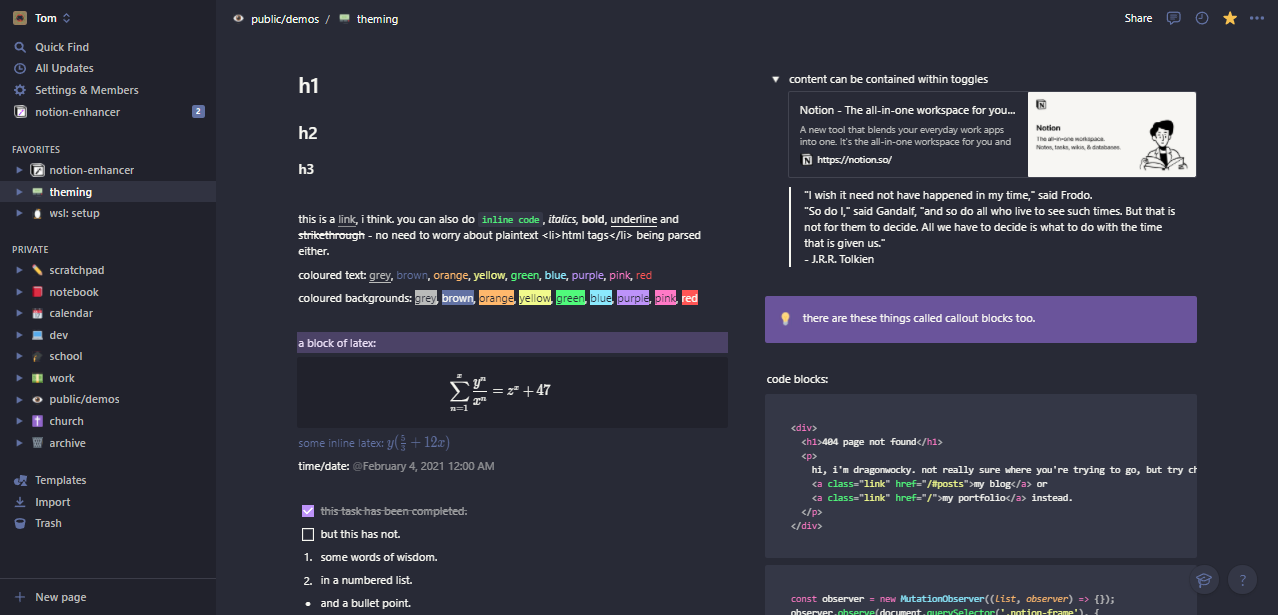 Tom
Quick Find
All Updates
Settings & Members
notion-enhancer
2
FAVORITES
notion-enhancer
theming
wsl: setup
PRIVATE
scratchpad
notebook
calendar
dev
school
work
public/demos
church
archive
Templates
Import
Trash
New page
public/demos / theming
Share
h1
h2
h3
this is a link, i think. you can also do inline code, italics, bold, underline and
strikethrough - no need to worry about plaintext <li>html tags</li> being parsed
either.
coloured text: grey, brown, orange, yellow, green, blue, purple, pink, red
coloured backgrounds: grey, brown, orange, yellow, green, blue, purple, pink, red
a block of latex:
∑ₙ₌₁ˣ yⁿ/xⁿ = zˣ + 47
some inline latex: y(5/3 + 12x)
time/date: @February 4, 2021 12:00 AM
this task has been completed.
but this has not.
1. some words of wisdom.
2. in a numbered list.
• and a bullet point.
content can be contained within toggles
Notion - The all-in-one workspace for you...
A new tool that blends your everyday work apps
into one. It's the all-in-one workspace for you and
https://notion.so/
Notion
The all-in-one workspace.
Notes, tasks, wikis, & databases.
"I wish it need not have happened in my time," said Frodo.
"So do I," said Gandalf, "and so do all who live to see such times. But that is
not for them to decide. All we have to decide is what to do with the time
that is given us."
- J.R.R. Tolkien
there are these things called callout blocks too.
code blocks:
<div>
<h1>404 page not found</h1>
<p>
hi, i'm dragonwocky. not really sure where you're trying to go, but try ch
<a class="link" href="/#posts">my blog</a> or
<a class="link" href="/">my portfolio</a> instead.
</p>
</div>
const observer = new MutationObserver((list, observer) => {});
observer.observe(document.querySelector('.notion-frame'), {
?